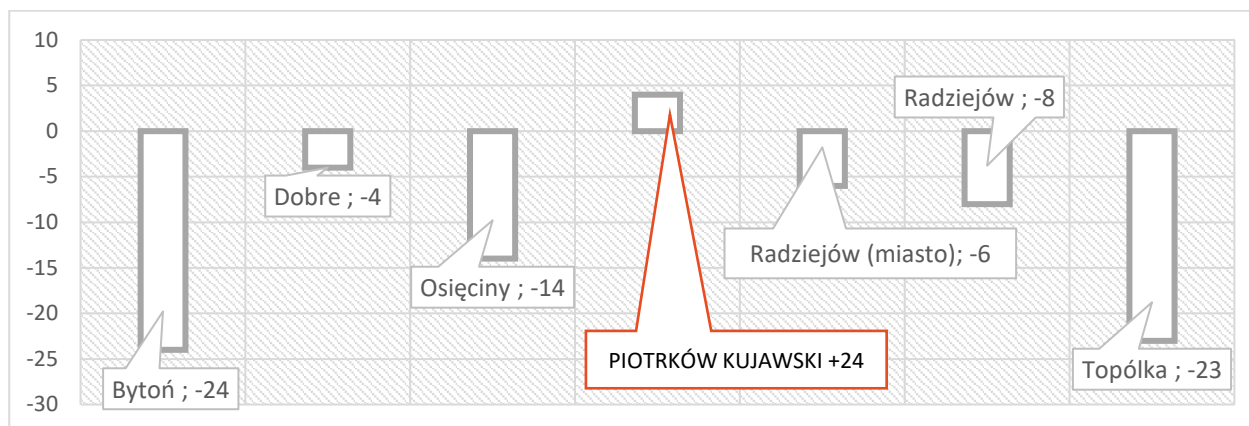 10
5
0
-5
-10
-15
-20
-25
-30
Bytoń ; -24
Dobre ; -4
Osięciny ; -14
PIOTRKÓW KUJAWSKI +24
Radziejów (miasto); -6
Radziejów ; -8
Topólka ; -23